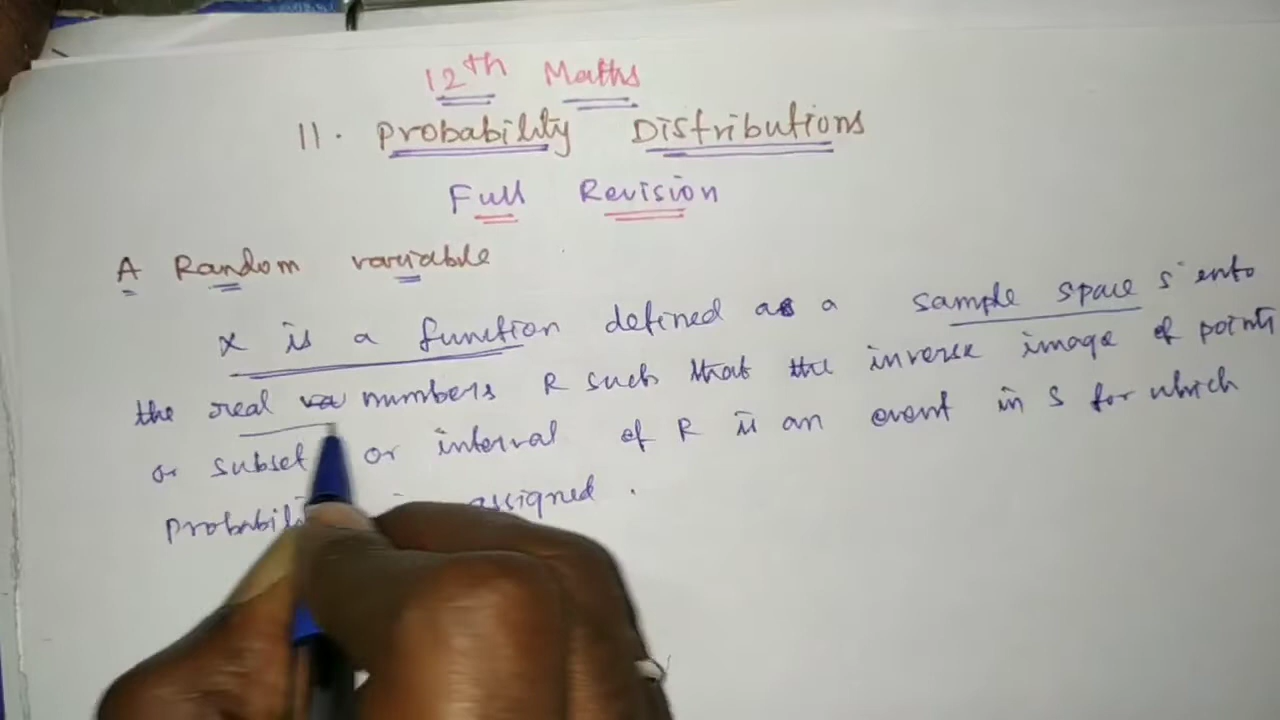 12th Maths
11. Probability Distributions
Full Revision
A Random variable
X is a function defined as a sample space S into
the real numbers R such that the inverse image of points
or subset or interval of R is an event in S for which
assigned.